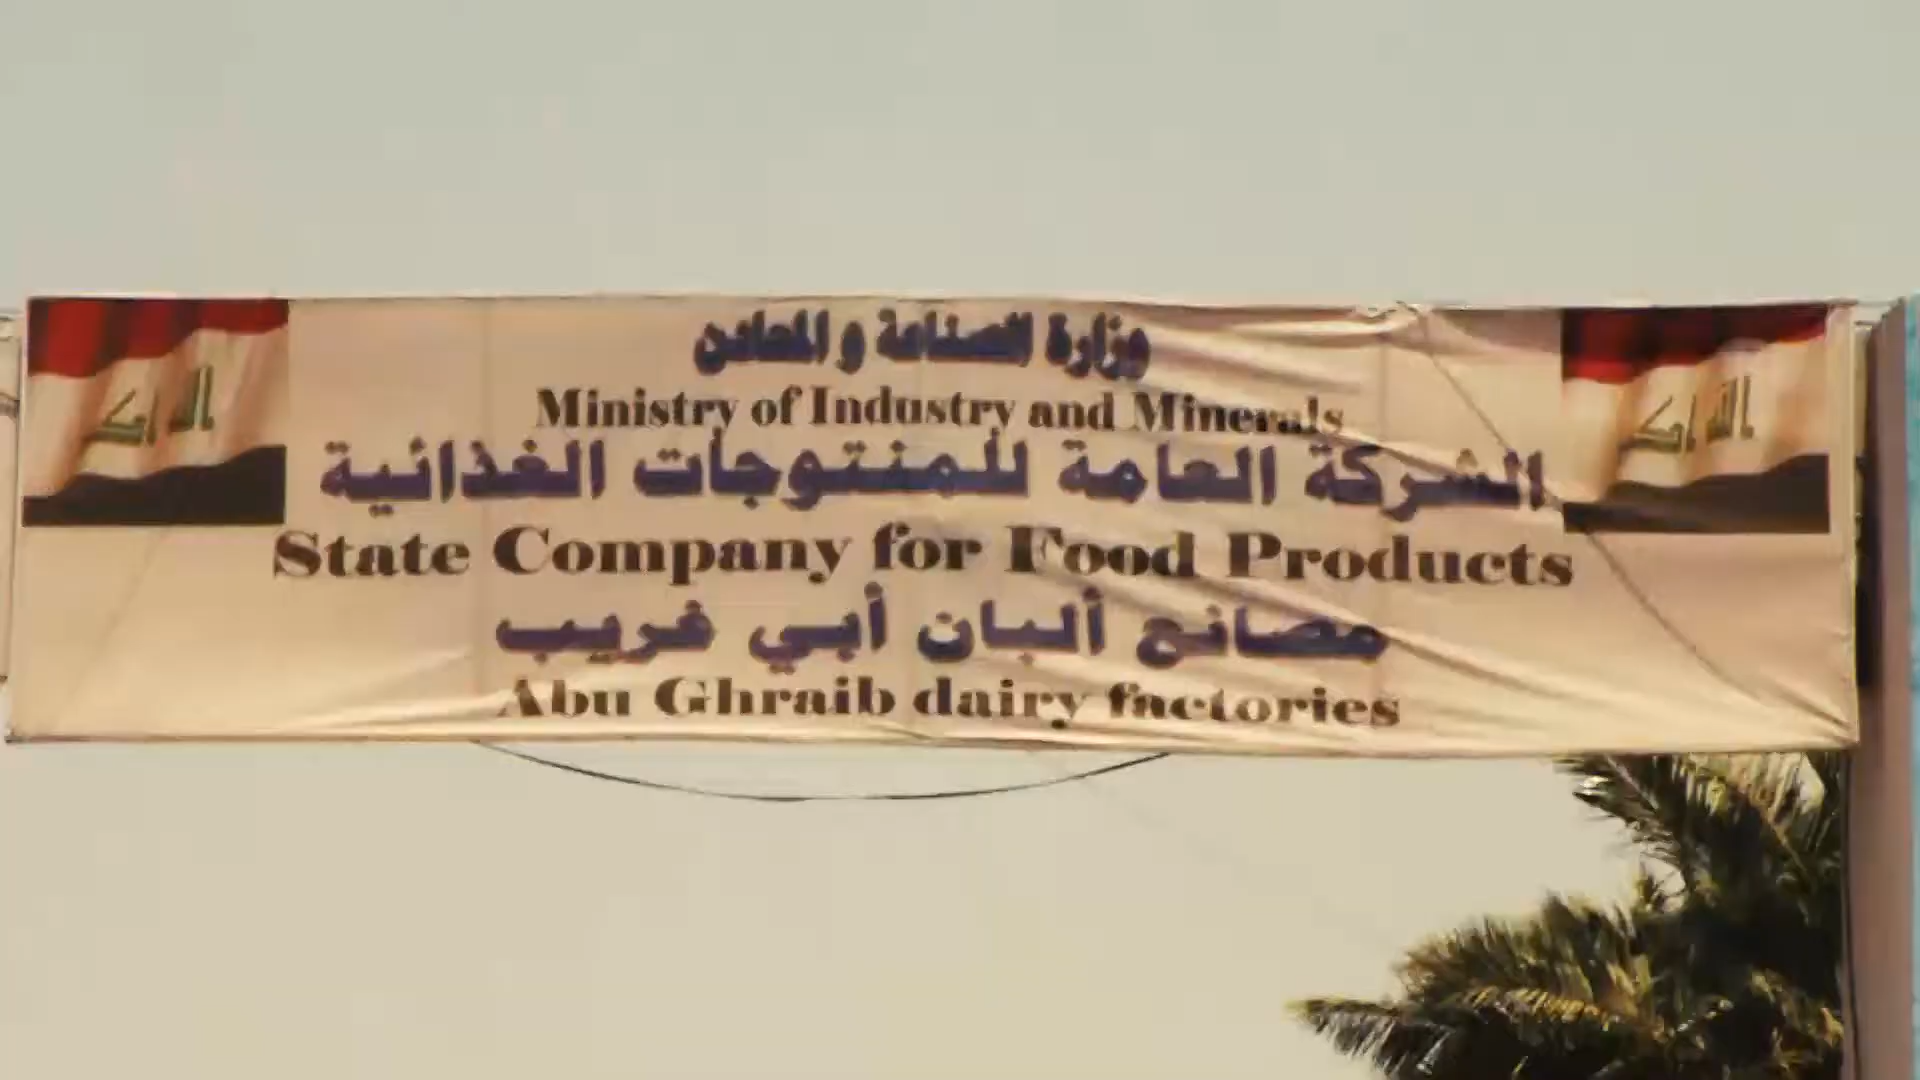 وزارة الصناعة و المعادن
Ministry of Industry and Minerals
الشركة العامة للمنتوجات الغذائية
State Company for Food Products
مصانع ألبان أبي غريب
Abu Ghraib dairy factories